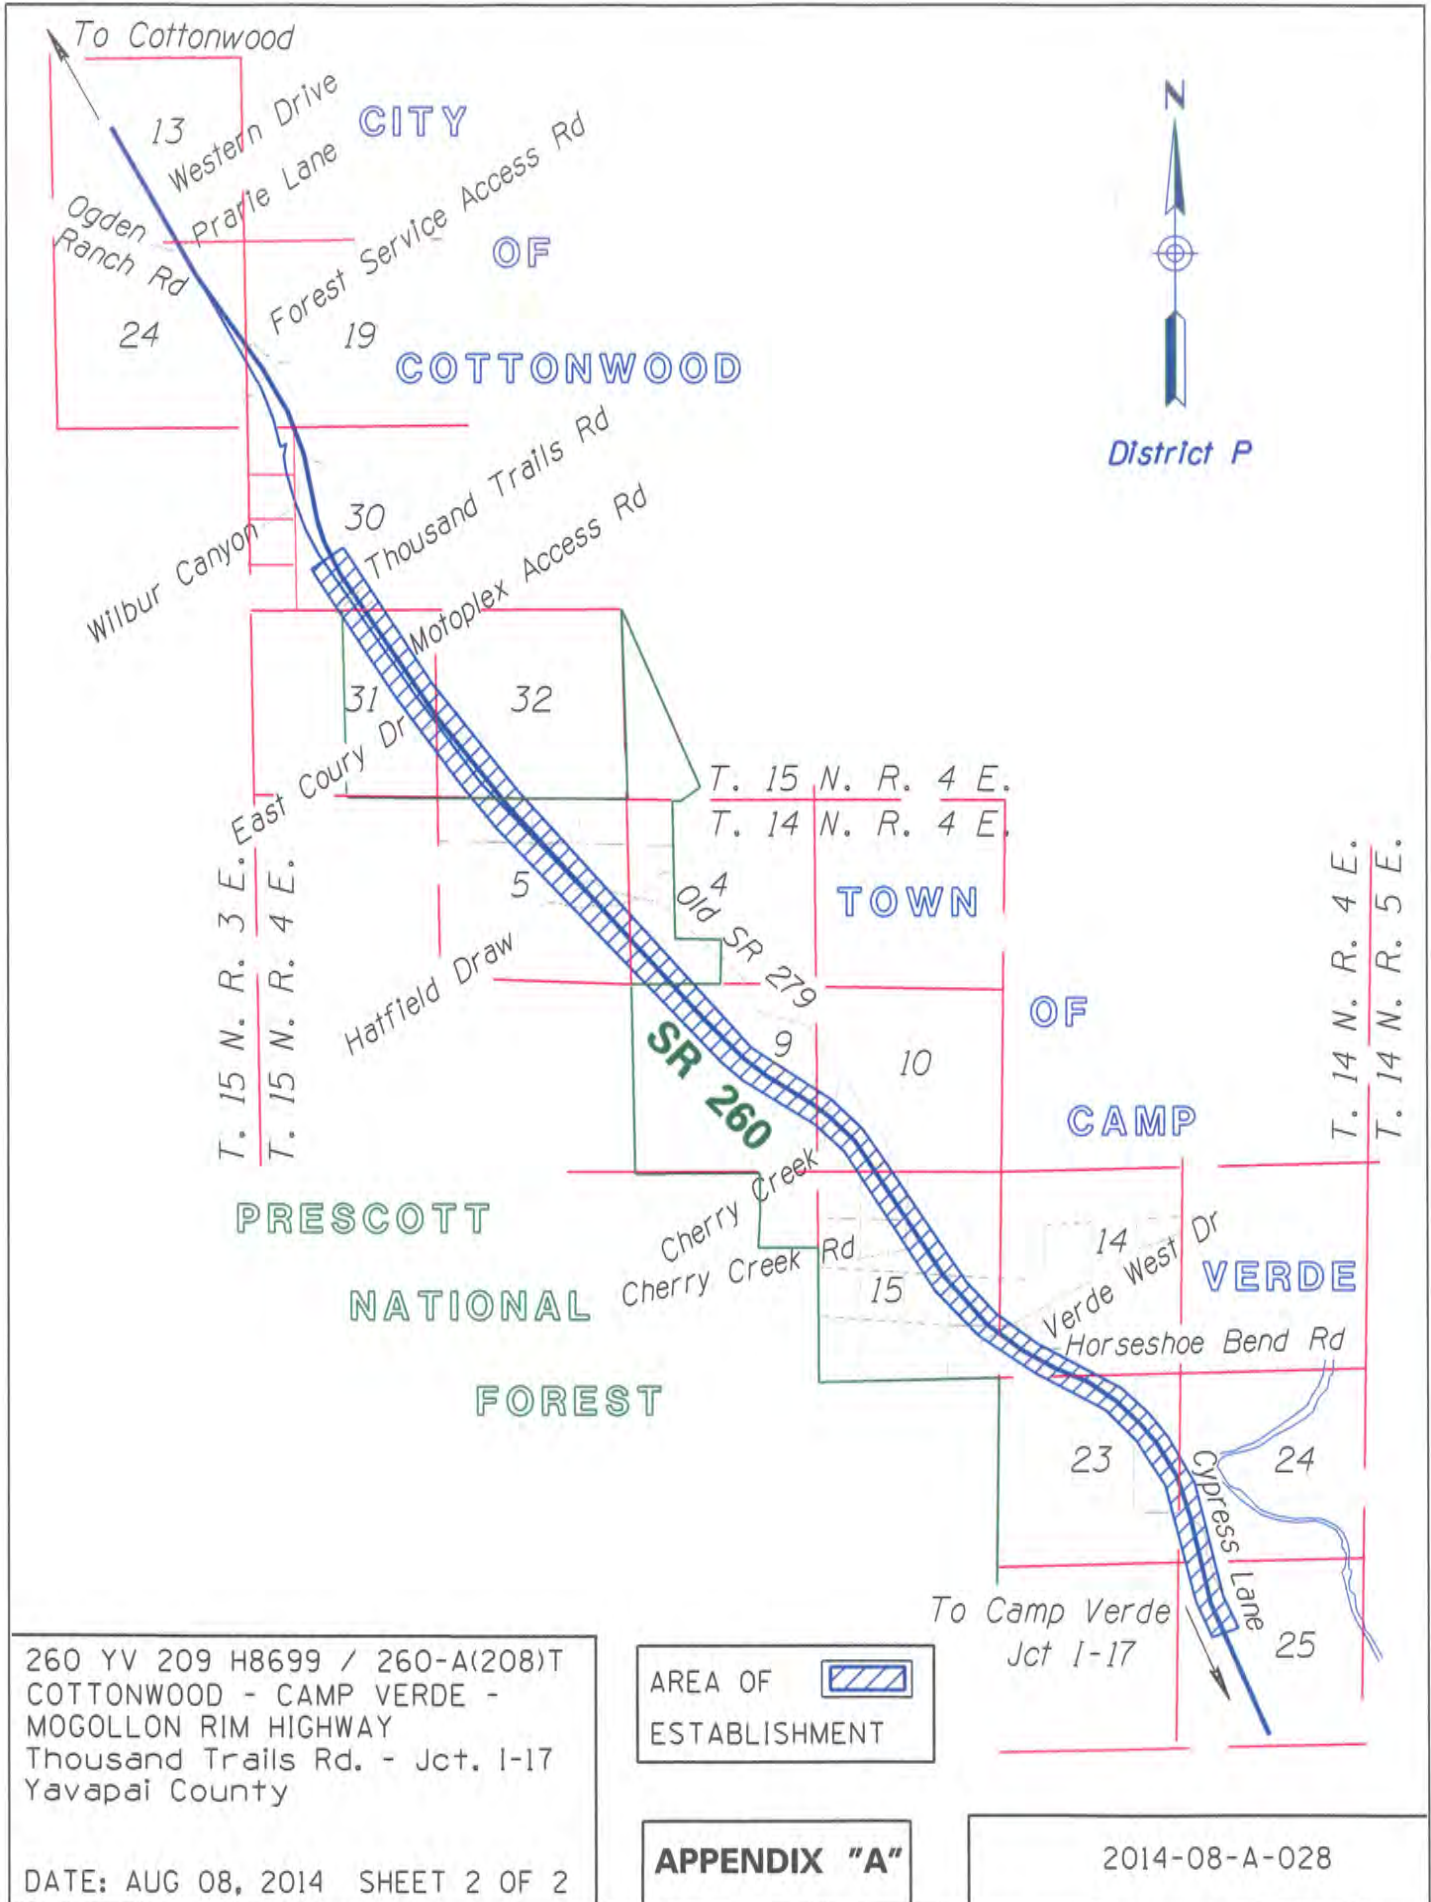 To Cottonwood
13
Western Drive
CITY
Prarie Lane
N
Ogden
Ranch Rd
Forest Service Access Rd
OF
24
19
COTTONWOOD
District P
Thousand Trails Rd
30
Wilbur Canyon
Motoplex Access Rd
31
32
East Coury Dr
T. 15 N. R. 4 E.
T. 14 N. R. 4 E.
T. 15 N. R. 3 E.
T. 15 N. R. 4 E.
T. 14 N. R. 4 E.
T. 14 N. R. 5 E.
5
4
TOWN
Old SR 279
Hatfield Draw
OF
SR 260
9
10
CAMP
PRESCOTT
Cherry Creek
Cherry Creek Rd
14
Verde West Dr
VERDE
NATIONAL
15
Horseshoe Bend Rd
FOREST
23
24
Cypress Lane
To Camp Verde
Jct I-17
25
260 YV 209 H8699 / 260-A(208)T
COTTONWOOD - CAMP VERDE -
MOGOLLON RIM HIGHWAY
Thousand Trails Rd. - Jct. I-17
Yavapai County
DATE: AUG 08, 2014 SHEET 2 OF 2
AREA OF
ESTABLISHMENT
APPENDIX "A"
2014-08-A-028